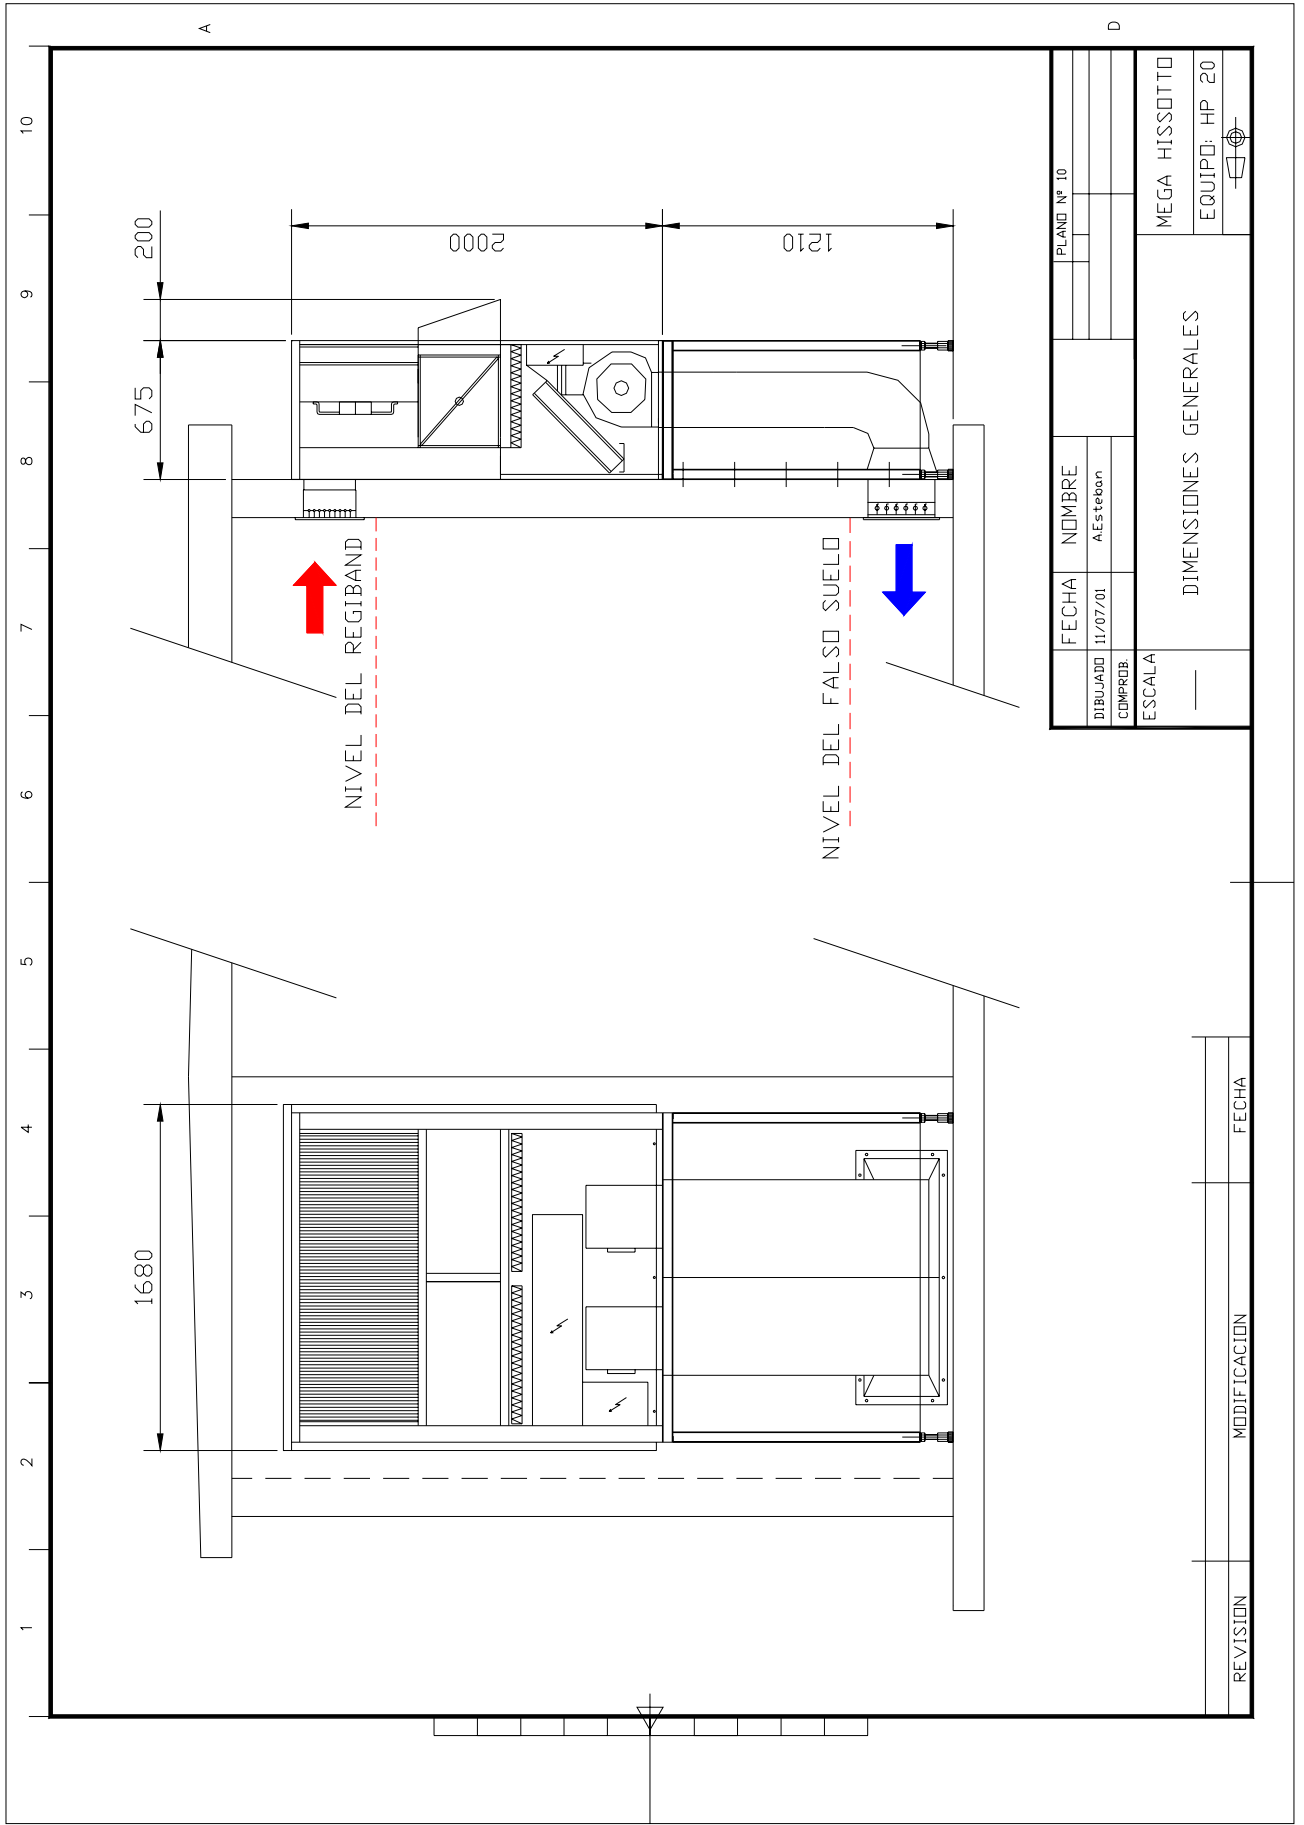 1 2 3 4 5 6 7 8 9 10
A
D
1680
675
200
2000
1210
NIVEL DEL REGIBAND
NIVEL DEL FALSO SUELO
PLANO Nº 10
FECHA NOMBRE
DIBUJADO 11/07/01 A.Esteban
COMPROB.
ESCALA
DIMENSIONES GENERALES
MEGA HISSOTTO
EQUIPO: HP 20
REVISION MODIFICACION FECHA